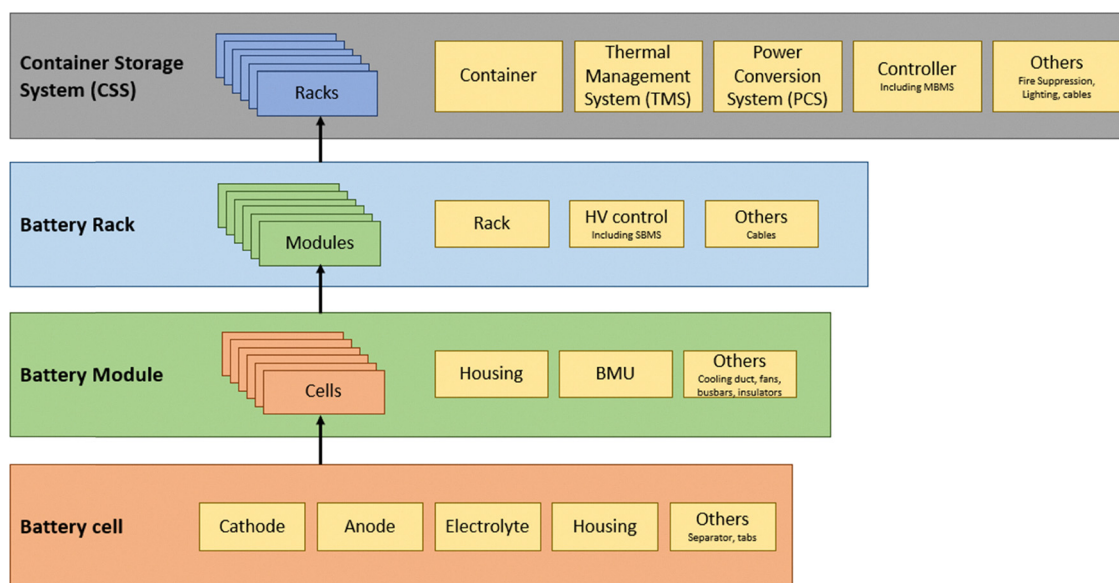 Container Storage
System (CSS)
Racks
Container
Thermal
Management
System (TMS)
Power
Conversion
System (PCS)
Controller
Including MBMS
Others
Fire Suppression,
Lighting, cables
Battery Rack
Modules
Rack
HV control
Including SBMS
Others
Cables
Battery Module
Cells
Housing
BMU
Others
Cooling duct, fans,
busbars, insulators
Battery cell
Cathode
Anode
Electrolyte
Housing
Others
Separator, tabs